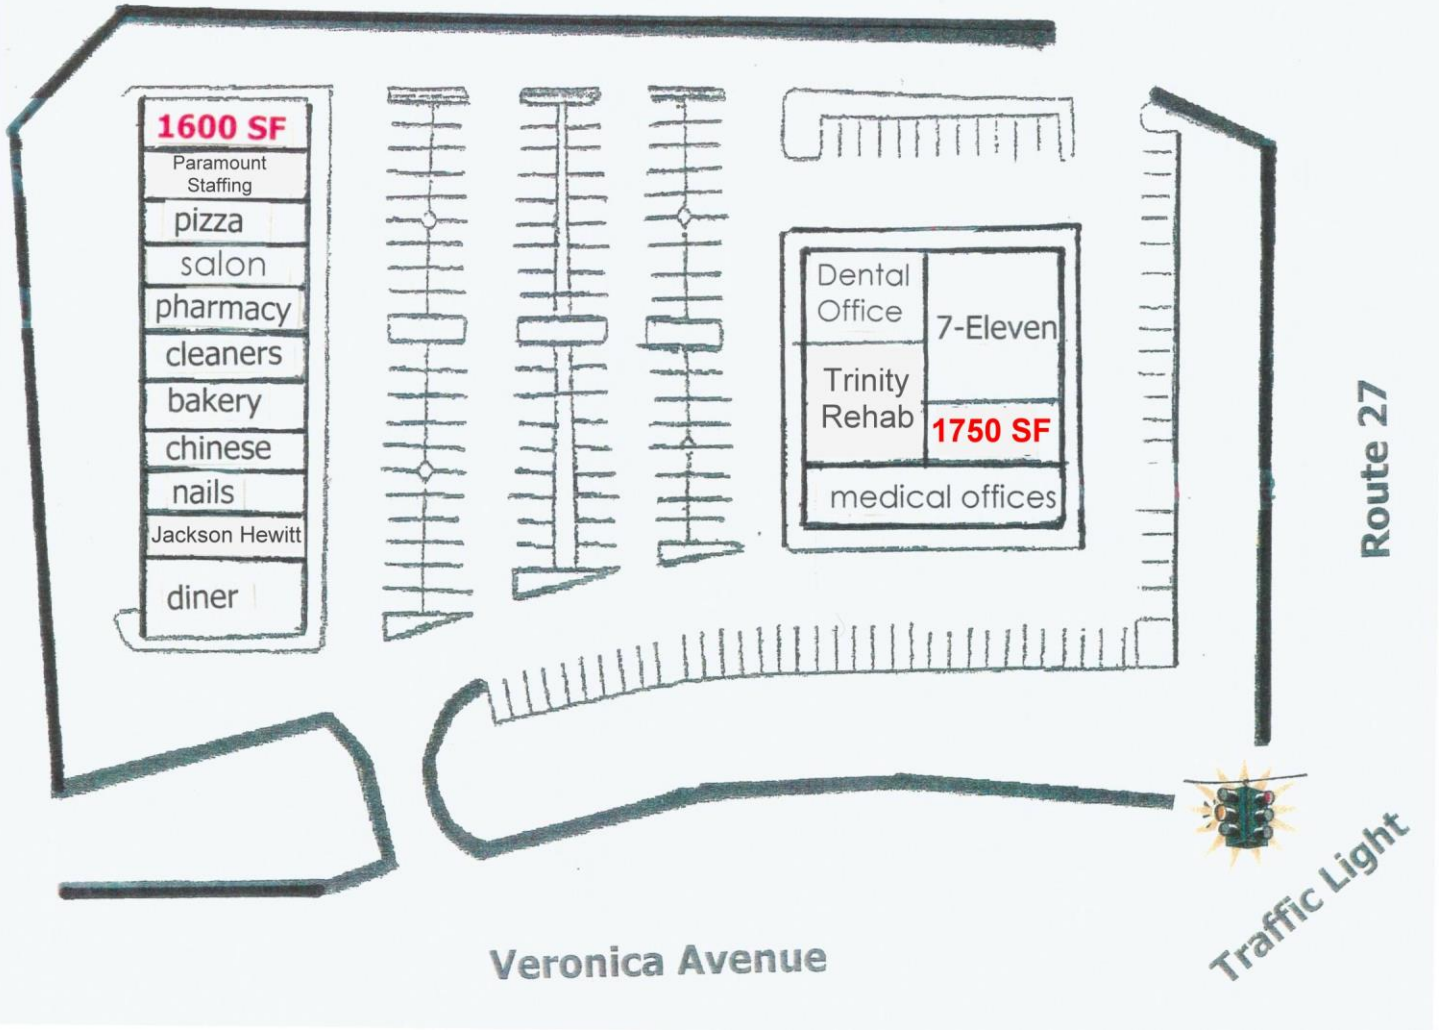 1600 SF
Paramount
Staffing
pizza
salon
pharmacy
cleaners
bakery
chinese
nails
Jackson Hewitt
diner
Dental
Office
7-Eleven
Trinity
Rehab
1750 SF
medical offices
Route 27
Traffic Light
Veronica Avenue